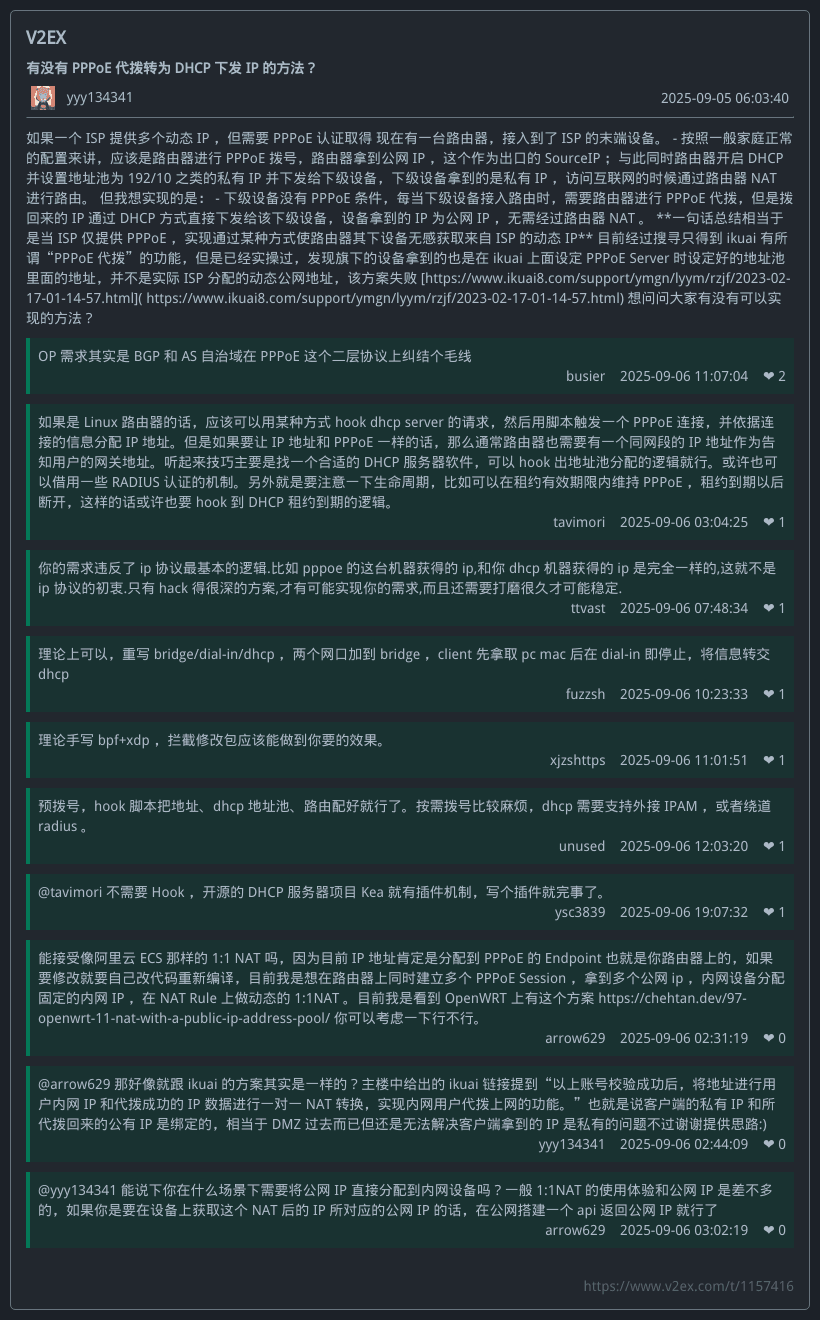 V2EX
有没有 PPPoE 代拨转为 DHCP 下发 IP 的方法？
yyy134341
2025-09-05 06:03:40
如果一个 ISP 提供多个动态 IP ，但需要 PPPoE 认证取得 现在有一台路由器，接入到了 ISP 的末端设备。 - 按照一般家庭正常
的配置来讲，应该是路由器进行 PPPoE 拨号，路由器拿到公网 IP ，这个作为出口的 SourceIP ；与此同时路由器开启 DHCP
并设置地址池为 192/10 之类的私有 IP 并下发给下级设备，下级设备拿到的是私有 IP ，访问互联网的时候通过路由器 NAT
进行路由。 但我想实现的是： - 下级设备没有 PPPoE 条件，每当下级设备接入路由时，需要路由器进行 PPPoE 代拨，但是拨
回来的 IP 通过 DHCP 方式直接下发给该下级设备，设备拿到的 IP 为公网 IP ，无需经过路由器 NAT 。 **一句话总结相当于
是当 ISP 仅提供 PPPoE ，实现通过某种方式使路由器其下设备无感获取来自 ISP 的动态 IP** 目前经过搜寻只得到 ikuai 有所
谓“PPPoE 代拨”的功能，但是已经实操过，发现旗下的设备拿到的也是在 ikuai 上面设定 PPPoE Server 时设定好的地址池
里面的地址，并不是实际 ISP 分配的动态公网地址，该方案失败 [https://www.ikuai8.com/support/ymgn/lyym/rzjf/2023-02-
17-01-14-57.html]( https://www.ikuai8.com/support/ymgn/lyym/rzjf/2023-02-17-01-14-57.html) 想问问大家有没有可以实
现的方法？
OP 需求其实是 BGP 和 AS 自治域在 PPPoE 这个二层协议上纠结个毛线
busier 2025-09-06 11:07:04 ❤ 2
如果是 Linux 路由器的话，应该可以用某种方式 hook dhcp server 的请求，然后用脚本触发一个 PPPoE 连接，并依据连
接的信息分配 IP 地址。但是如果要让 IP 地址和 PPPoE 一样的话，那么通常路由器也需要有一个同网段的 IP 地址作为告
知用户的网关地址。听起来技巧主要是找一个合适的 DHCP 服务器软件，可以 hook 出地址池分配的逻辑就行。或许也可
以借用一些 RADIUS 认证的机制。另外就是要注意一下生命周期，比如可以在租约有效期限内维持 PPPoE ，租约到期以后
断开，这样的话或许也要 hook 到 DHCP 租约到期的逻辑。
tavimori 2025-09-06 03:04:25 ❤ 1
你的需求违反了 ip 协议最基本的逻辑.比如 pppoe 的这台机器获得的 ip,和你 dhcp 机器获得的 ip 是完全一样的,这就不是
ip 协议的初衷.只有 hack 得很深的方案,才有可能实现你的需求,而且还需要打磨很久才可能稳定.
ttvast 2025-09-06 07:48:34 ❤ 1
理论上可以，重写 bridge/dial-in/dhcp ，两个网口加到 bridge ，client 先拿取 pc mac 后在 dial-in 即停止，将信息转交
dhcp
fuzzsh 2025-09-06 10:23:33 ❤ 1
理论手写 bpf+xdp ，拦截修改包应该能做到你要的效果。
xjzshttps 2025-09-06 11:01:51 ❤ 1
预拨号，hook 脚本把地址、dhcp 地址池、路由配好就行了。按需拨号比较麻烦，dhcp 需要支持外接 IPAM ，或者绕道
radius 。
unused 2025-09-06 12:03:20 ❤ 1
@tavimori 不需要 Hook ，开源的 DHCP 服务器项目 Kea 就有插件机制，写个插件就完事了。
ysc3839 2025-09-06 19:07:32 ❤ 1
能接受像阿里云 ECS 那样的 1:1 NAT 吗，因为目前 IP 地址肯定是分配到 PPPoE 的 Endpoint 也就是你路由器上的，如果
要修改就要自己改代码重新编译，目前我是想在路由器上同时建立多个 PPPoE Session ，拿到多个公网 ip ，内网设备分配
固定的内网 IP ，在 NAT Rule 上做动态的 1:1NAT 。目前我是看到 OpenWRT 上有这个方案 https://chehtan.dev/97-
openwrt-11-nat-with-a-public-ip-address-pool/ 你可以考虑一下行不行。
arrow629 2025-09-06 02:31:19 ❤ 0
@arrow629 那好像就跟 ikuai 的方案其实是一样的？主楼中给出的 ikuai 链接提到“以上账号校验成功后，将地址进行用
户内网 IP 和代拨成功的 IP 数据进行一对一 NAT 转换，实现内网用户代拨上网的功能。”也就是说客户端的私有 IP 和所
代拨回来的公有 IP 是绑定的，相当于 DMZ 过去而已但还是无法解决客户端拿到的 IP 是私有的问题不过谢谢提供思路:)
yyy134341 2025-09-06 02:44:09 ❤ 0
@yyy134341 能说下你在什么场景下需要将公网 IP 直接分配到内网设备吗？一般 1:1NAT 的使用体验和公网 IP 是差不多
的，如果你是要在设备上获取这个 NAT 后的 IP 所对应的公网 IP 的话，在公网搭建一个 api 返回公网 IP 就行了
arrow629 2025-09-06 03:02:19 ❤ 0
https://www.v2ex.com/t/1157416